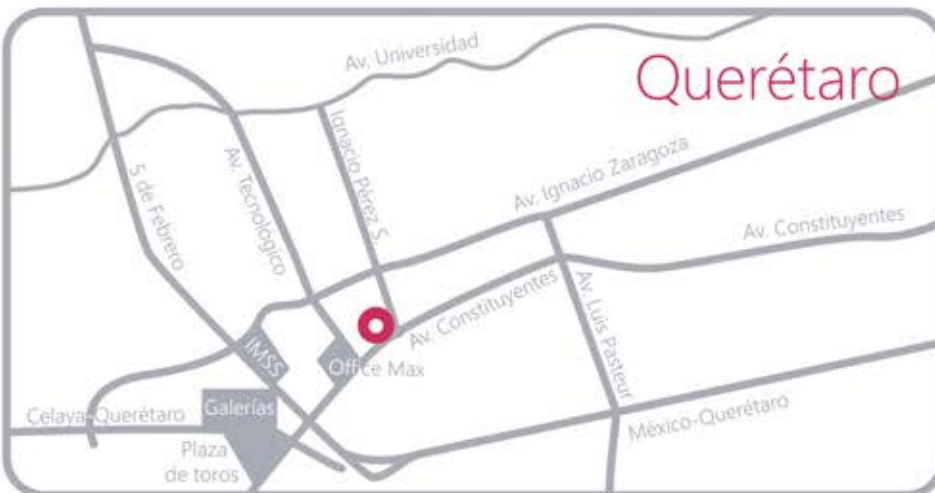 Av. Universidad
Querétaro
Ignacio Pérez S.
Av. Tecnológico
5 de Febrero
Av. Ignacio Zaragoza
Av. Constituyentes
Av. Constituyentes
Av. Luis Pasteur
IMSS
Office Max
Galerías
Celaya-Querétaro
México-Querétaro
Plaza
de toros